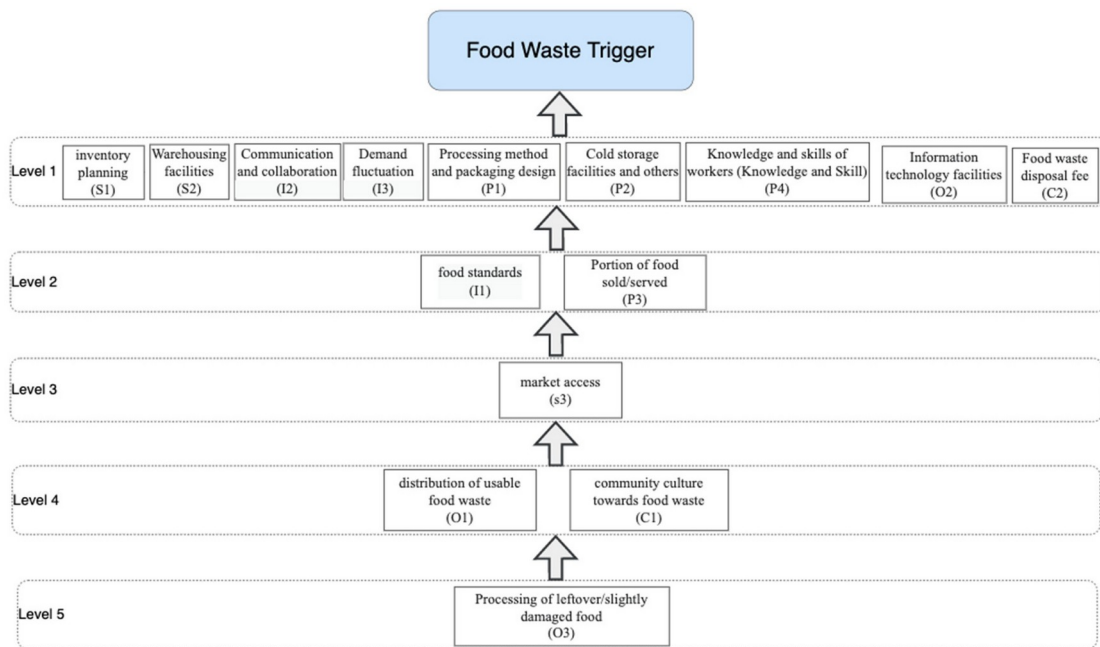 Food Waste Trigger
Level 1
inventory
planning
(S1)
Warehousing
facilities
(S2)
Communication
and collaboration
(I2)
Demand
fluctuation
(I3)
Processing method
and packaging design
(P1)
Cold storage
facilities and others
(P2)
Knowledge and skills of
workers (Knowledge and Skill)
(P4)
Information
technology facilities
(O2)
Food waste
disposal fee
(C2)
Level 2
food standards
(I1)
Portion of food
sold/served
(P3)
Level 3
market access
(s3)
Level 4
distribution of usable
food waste
(O1)
community culture
towards food waste
(C1)
Level 5
Processing of leftover/slightly
damaged food
(O3)